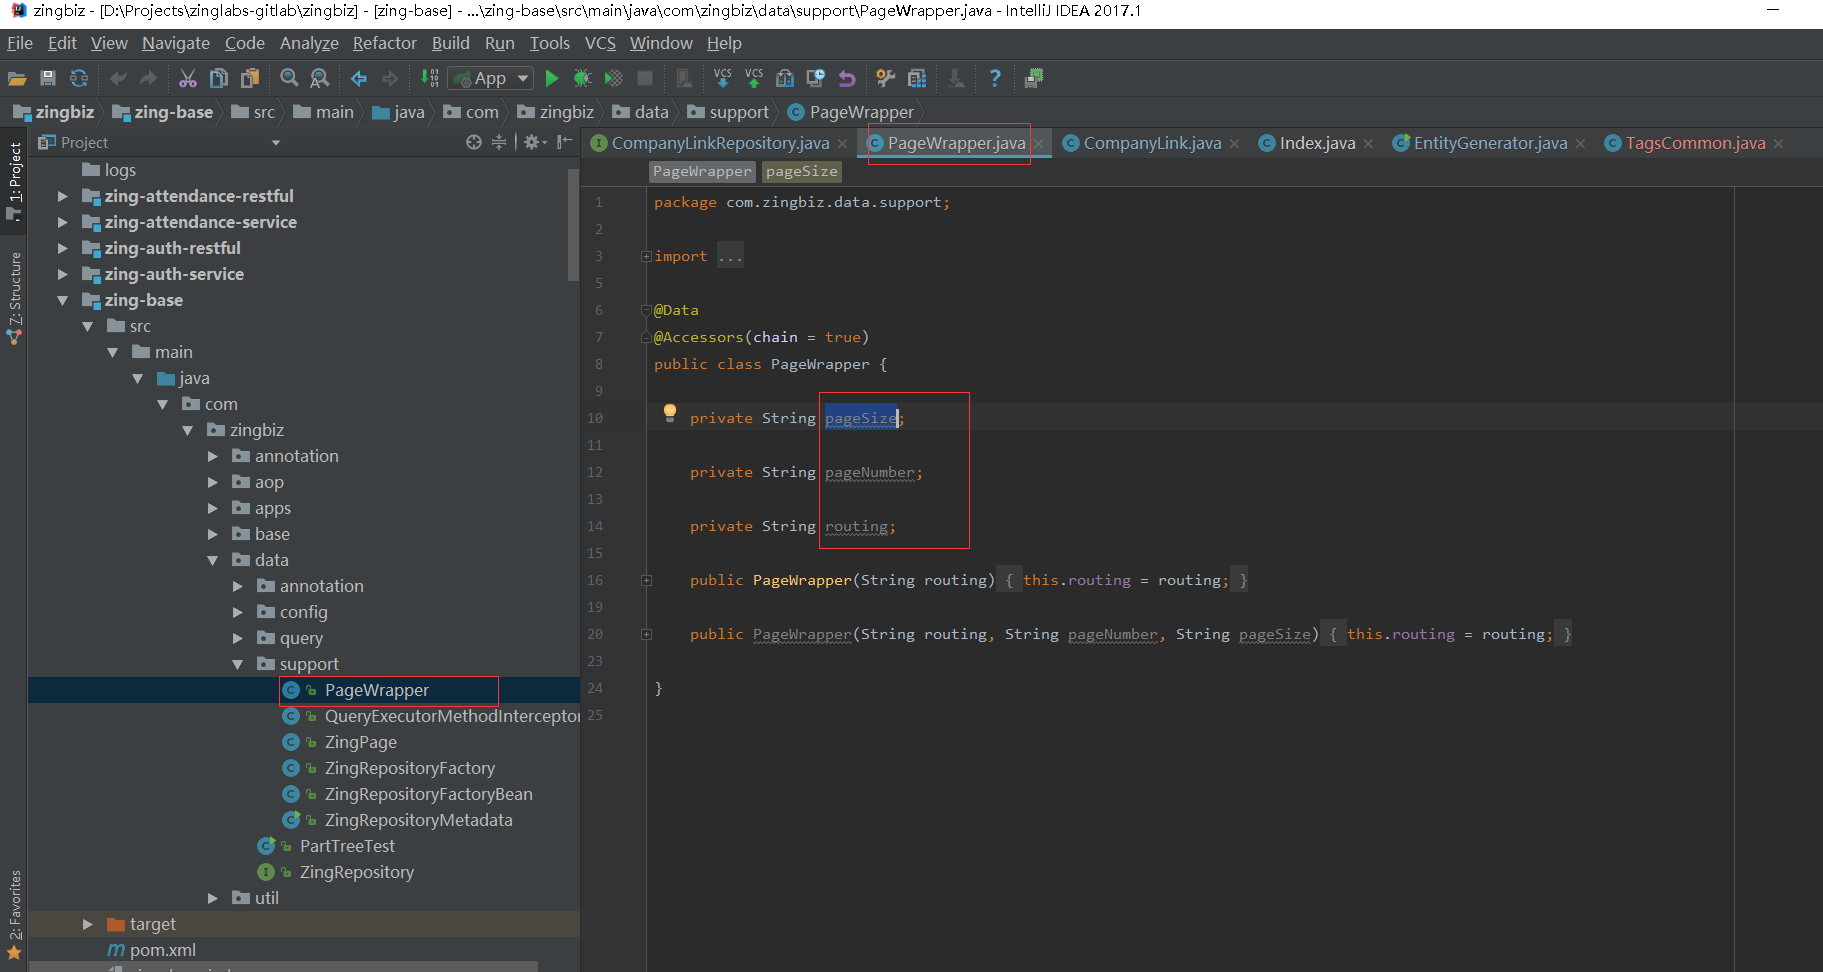 zingbiz - [D:\Projects\zinglabs-gitlab\zingbiz] - [zing-base] - ...\zing-base\src\main\java\com\zingbiz\data\support\PageWrapper.java - IntelliJ IDEA 2017.1
File Edit View Navigate Code Analyze Refactor Build Run Tools VCS Window Help
App VCS VCS ?
zingbiz zing-base src main java com zingbiz data support PageWrapper
Project
CompanyLinkRepository.java PageWrapper.java CompanyLink.java Index.java EntityGenerator.java TagsCommon.java
PageWrapper pageSize
1: Project
Z: Structure
2: Favorites
logs
zing-attendance-restful
zing-attendance-service
zing-auth-restful
zing-auth-service
zing-base
src
main
java
com
zingbiz
annotation
aop
apps
base
data
annotation
config
query
support
PageWrapper
QueryExecutorMethodInterceptor
ZingPage
ZingRepositoryFactory
ZingRepositoryFactoryBean
ZingRepositoryMetadata
PartTreeTest
ZingRepository
util
target
pom.xml
1 package com.zingbiz.data.support;
2
3 import ...
5
6 @Data
7 @Accessors(chain = true)
8 public class PageWrapper {
9
10 private String pageSize;
11
12 private String pageNumber;
13
14 private String routing;
15
16 public PageWrapper(String routing) { this.routing = routing; }
19
20 public PageWrapper(String routing, String pageNumber, String pageSize) { this.routing = routing; }
23
24 }
25